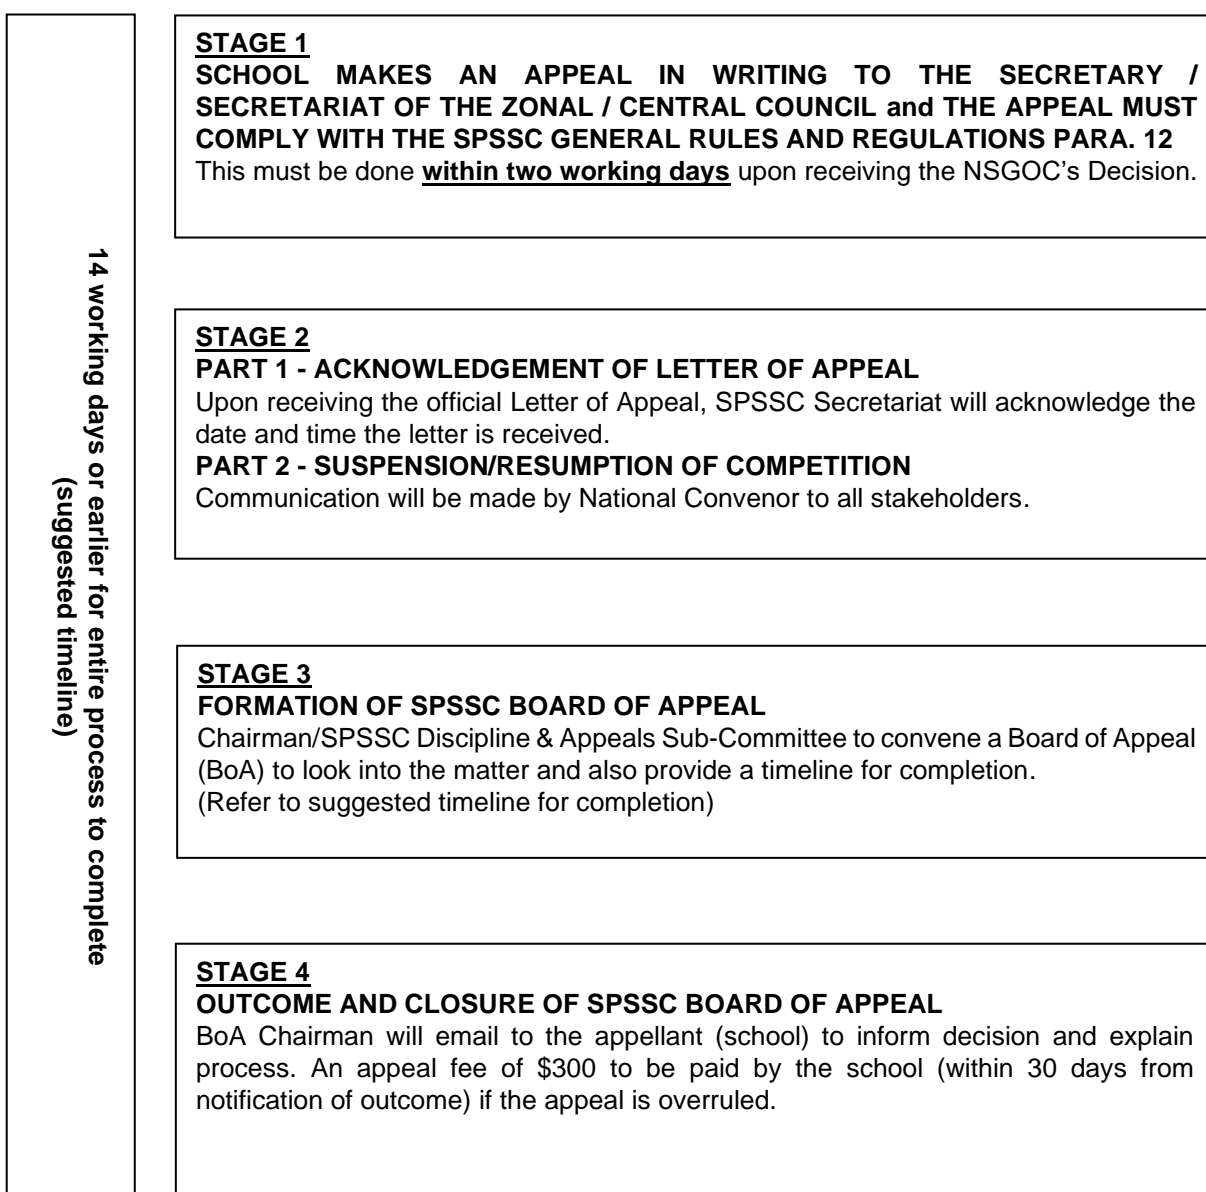 14 working days or earlier for entire process to complete
(suggested timeline)
STAGE 1
SCHOOL MAKES AN APPEAL IN WRITING TO THE SECRETARY /
SECRETARIAT OF THE ZONAL / CENTRAL COUNCIL and THE APPEAL MUST
COMPLY WITH THE SPSSC GENERAL RULES AND REGULATIONS PARA. 12
This must be done within two working days upon receiving the NSGOC’s Decision.
STAGE 2
PART 1 - ACKNOWLEDGEMENT OF LETTER OF APPEAL
Upon receiving the official Letter of Appeal, SPSSC Secretariat will acknowledge the
date and time the letter is received.
PART 2 - SUSPENSION/RESUMPTION OF COMPETITION
Communication will be made by National Convenor to all stakeholders.
STAGE 3
FORMATION OF SPSSC BOARD OF APPEAL
Chairman/SPSSC Discipline & Appeals Sub-Committee to convene a Board of Appeal
(BoA) to look into the matter and also provide a timeline for completion.
(Refer to suggested timeline for completion)
STAGE 4
OUTCOME AND CLOSURE OF SPSSC BOARD OF APPEAL
BoA Chairman will email to the appellant (school) to inform decision and explain
process. An appeal fee of $300 to be paid by the school (within 30 days from
notification of outcome) if the appeal is overruled.